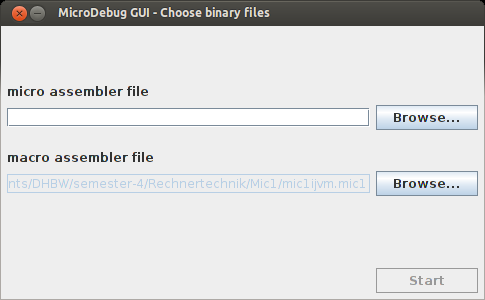 MicroDebug GUI - Choose binary files
micro assembler file
Browse...
macro assembler file
nts/DHBW/semester-4/Rechnertechnik/Mic1/mic1ijvm.mic1
Browse...
Start